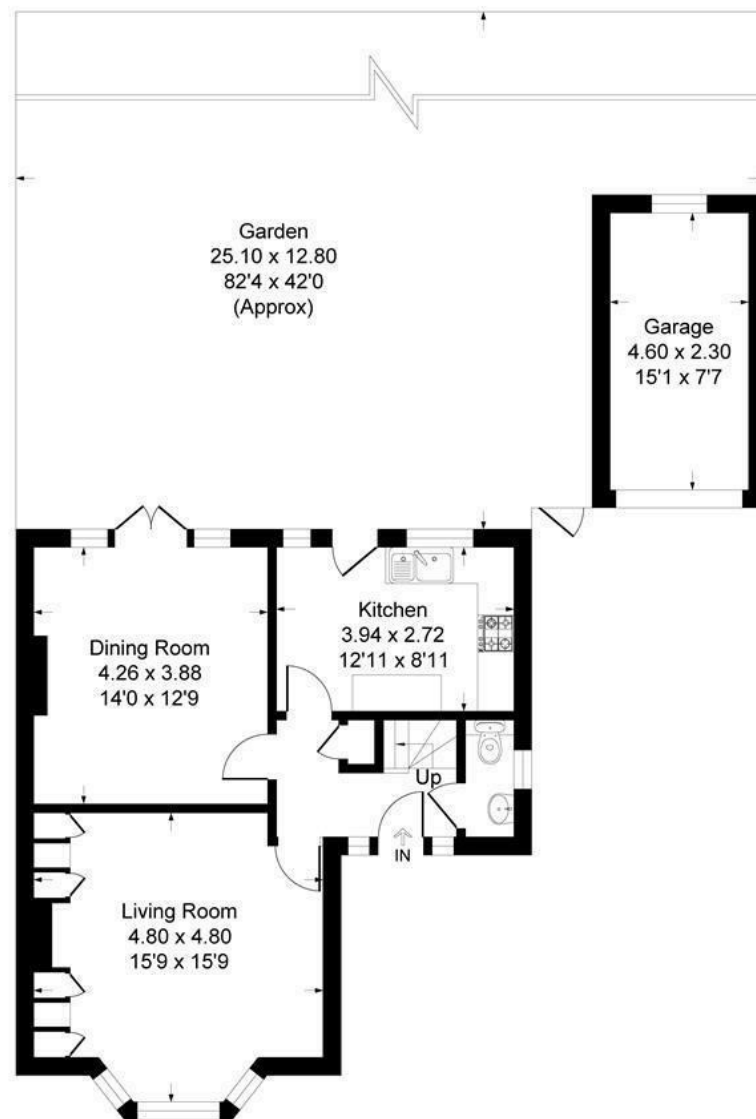 Garden
25.10 x 12.80
82'4 x 42'0
(Approx)
Garage
4.60 x 2.30
15'1 x 7'7
Kitchen
3.94 x 2.72
12'11 x 8'11
Dining Room
4.26 x 3.88
14'0 x 12'9
Up
IN
Living Room
4.80 x 4.80
15'9 x 15'9